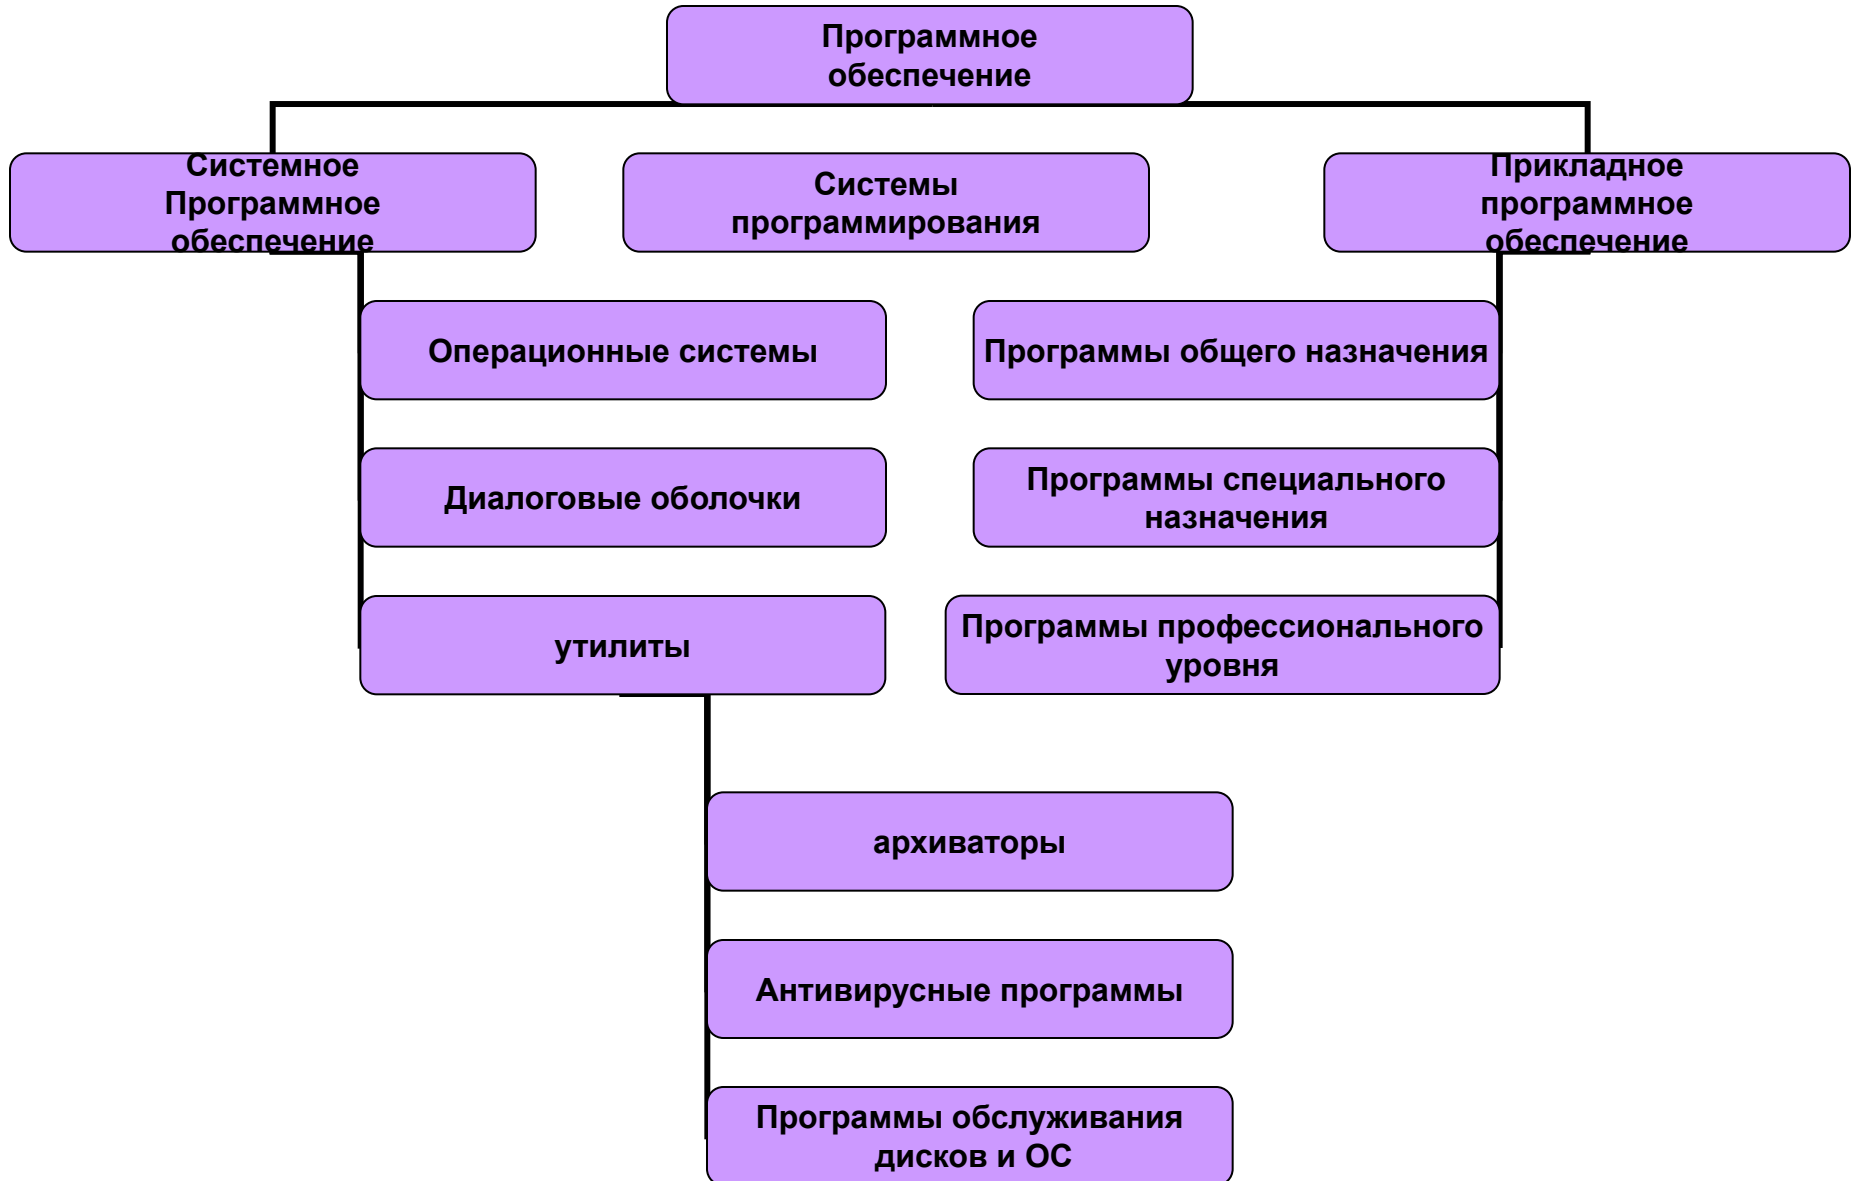 Программное
обеспечение
Системное
Программное
обеспечение
Системы
программирования
Прикладное
программное
обеспечение
Операционные системы
Программы общего назначения
Диалоговые оболочки
Программы специального
назначения
утилиты
Программы профессионального
уровня
архиваторы
Антивирусные программы
Программы обслуживания
дисков и ОС